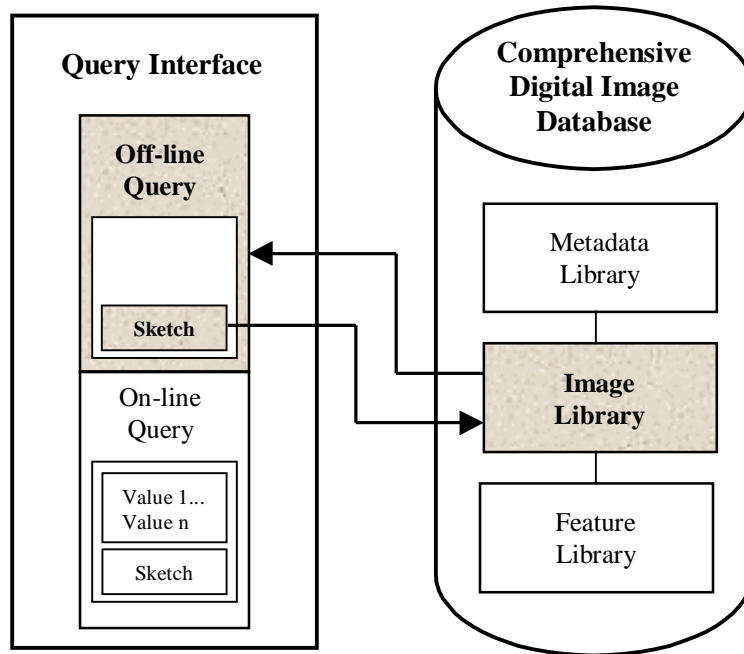 Query Interface
Off-line
Query
Sketch
On-line
Query
Value 1...
Value n
Sketch
Comprehensive
Digital Image
Database
Metadata
Library
Image
Library
Feature
Library